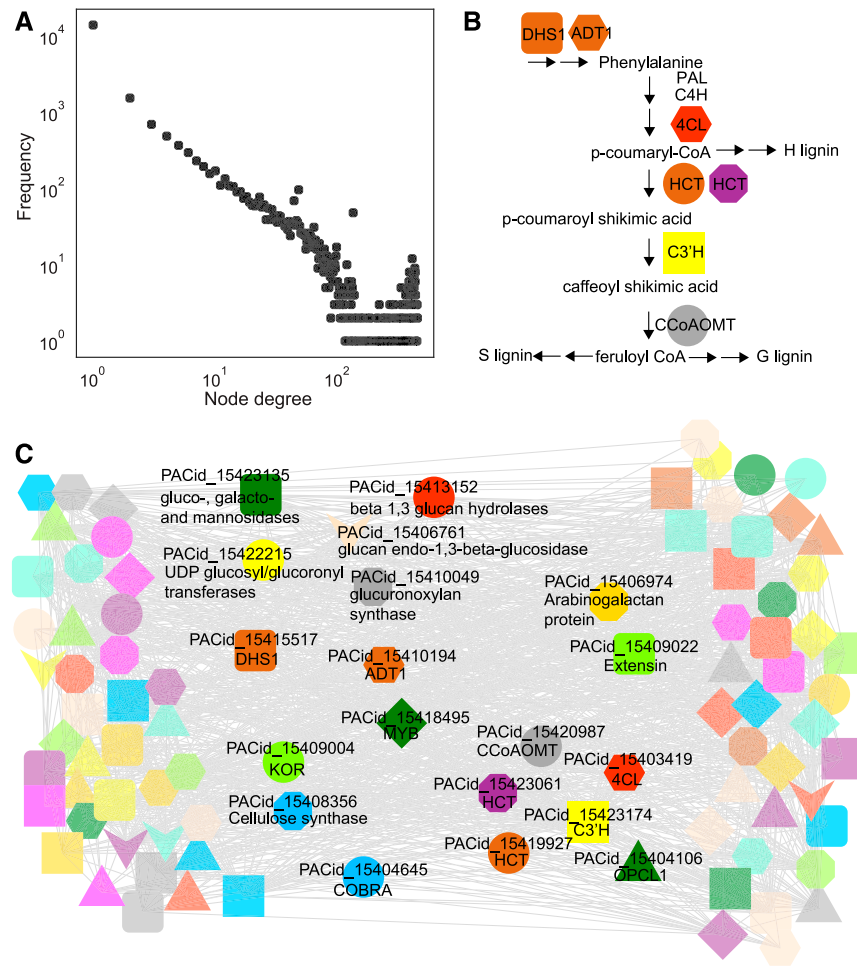 A
Frequency
10^4
10^3
10^2
10^1
10^0
10^0
10^1
10^2
Node degree
B
DHS1 ADT1
Phenylalanine
PAL
C4H
4CL
p-coumaryl-CoA
H lignin
HCT HCT
p-coumaroyl shikimic acid
C3'H
caffeoyl shikimic acid
CCoAOMT
S lignin
feruloyl CoA
G lignin
C
PACid_15423135
gluco-, galacto-
and mannosidases
PACid_15413152
beta 1,3 glucan hydrolases
PACid_15406761
glucan endo-1,3-beta-glucosidase
PACid_15422215
UDP glucosyl/glucoronyl
transferases
PACid_15410049
glucuronoxylan
synthase
PACid_15406974
Arabinogalactan
protein
PACid_15415517
DHS1
PACid_15410194
ADT1
PACid_15409022
Extensin
PACid_15418495
MYB
PACid_15420987
CCoAOMT
PACid_15409004
KOR
PACid_15403419
4CL
PACid_15423061
HCT
PACid_15408356
Cellulose synthase
PACid_15423174
C3'H
PACid_15419927
HCT
PACid_15404645
COBRA
PACid_15404106
OPCL1